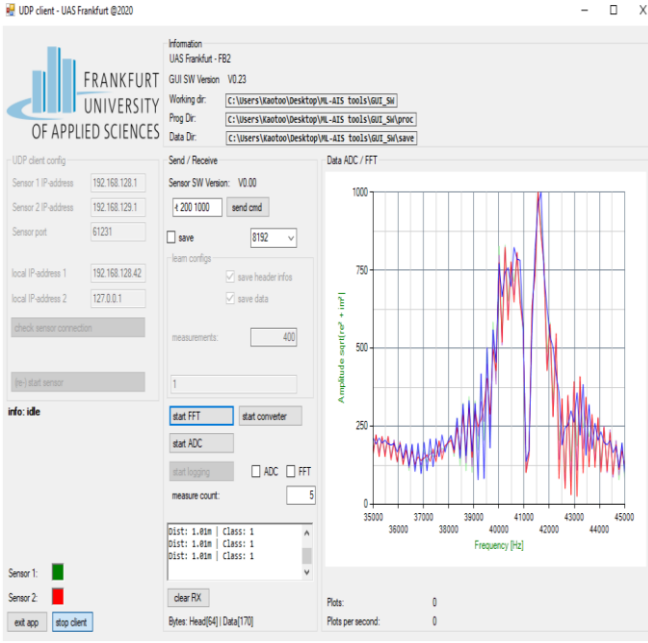 UDP client - UAS Frankfurt @2020
FRANKFURT
UNIVERSITY
OF APPLIED SCIENCES
Information
UAS Frankfurt - FB2
GUI SW Version V0.23
Working dir: C:\Users\Kaotoo\Desktop\ML-AIS tools\GUI_SW
Prog Dir: C:\Users\Kaotoo\Desktop\ML-AIS tools\GUI_SW\proc
Data Dir: C:\Users\Kaotoo\Desktop\ML-AIS tools\GUI_SW\save
UDP client config
Sensor 1 IP-address 192.168.128.1
Sensor 2 IP-address 192.168.129.1
Sensor port 61231
local IP-address 1 192.168.128.42
local IP-address 2 127.0.0.1
check sensor connection
(re-) start sensor
info: idle
Sensor 1:
Sensor 2:
exit app stop client
Send / Receive
Sensor SW Version: V0.00
-t 200 1000 send cmd
save 8192
learn configs
save header infos
save data
measurements: 400
1
start FFT start converter
start ADC
start logging ADC FFT
measure count: 5
Dist: 1.01m | Class: 1
Dist: 1.01m | Class: 1
Dist: 1.01m | Class: 1
clear RX
Bytes: Head[64] | Data[170]
Data ADC / FFT
Amplitude sqrt(re² + im²)
1000
750
500
250
0
35000 37000 39000 41000 43000 45000
36000 38000 40000 42000 44000
Frequency [Hz]
Plots: 0
Plots per second: 0